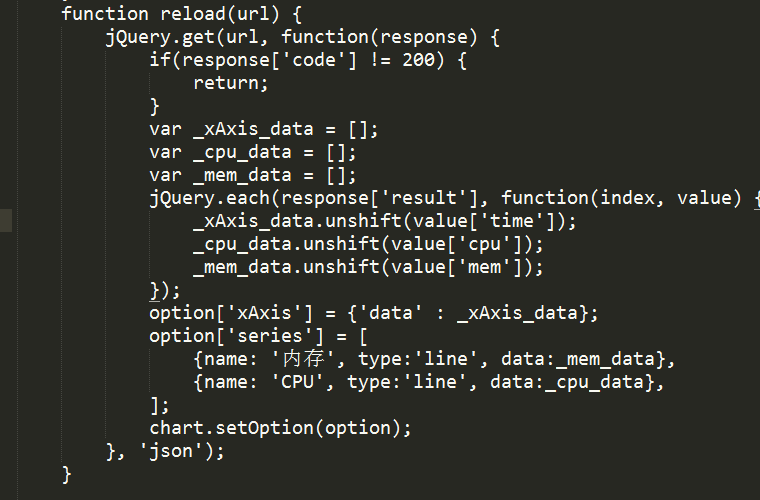 function reload(url) {
jQuery.get(url, function(response) {
if(response['code'] != 200) {
return;
}
var _xAxis_data = [];
var _cpu_data = [];
var _mem_data = [];
jQuery.each(response['result'], function(index, value) {
_xAxis_data.unshift(value['time']);
_cpu_data.unshift(value['cpu']);
_mem_data.unshift(value['mem']);
});
option['xAxis'] = {'data' : _xAxis_data};
option['series'] = [
{name: '内存', type:'line', data:_mem_data},
{name: 'CPU', type:'line', data:_cpu_data},
];
chart.setOption(option);
}, 'json');
}